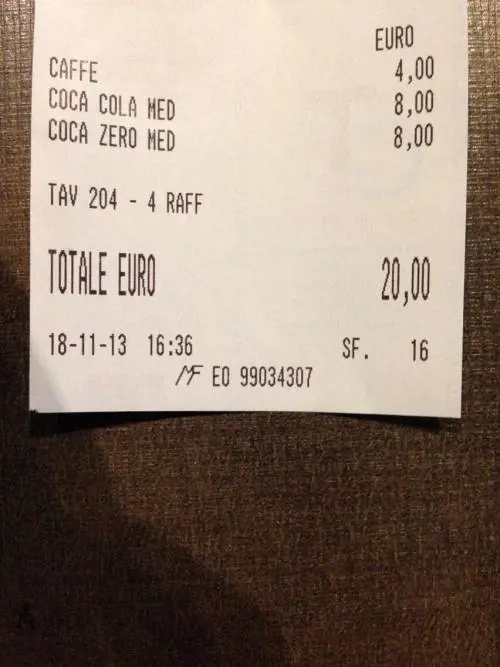 EURO
CAFFE 4,00
COCA COLA MED 8,00
COCA ZERO MED 8,00
TAV 204 - 4 RAFF
TOTALE EURO 20,00
18-11-13 16:36 SF. 16
MF EO 99034307